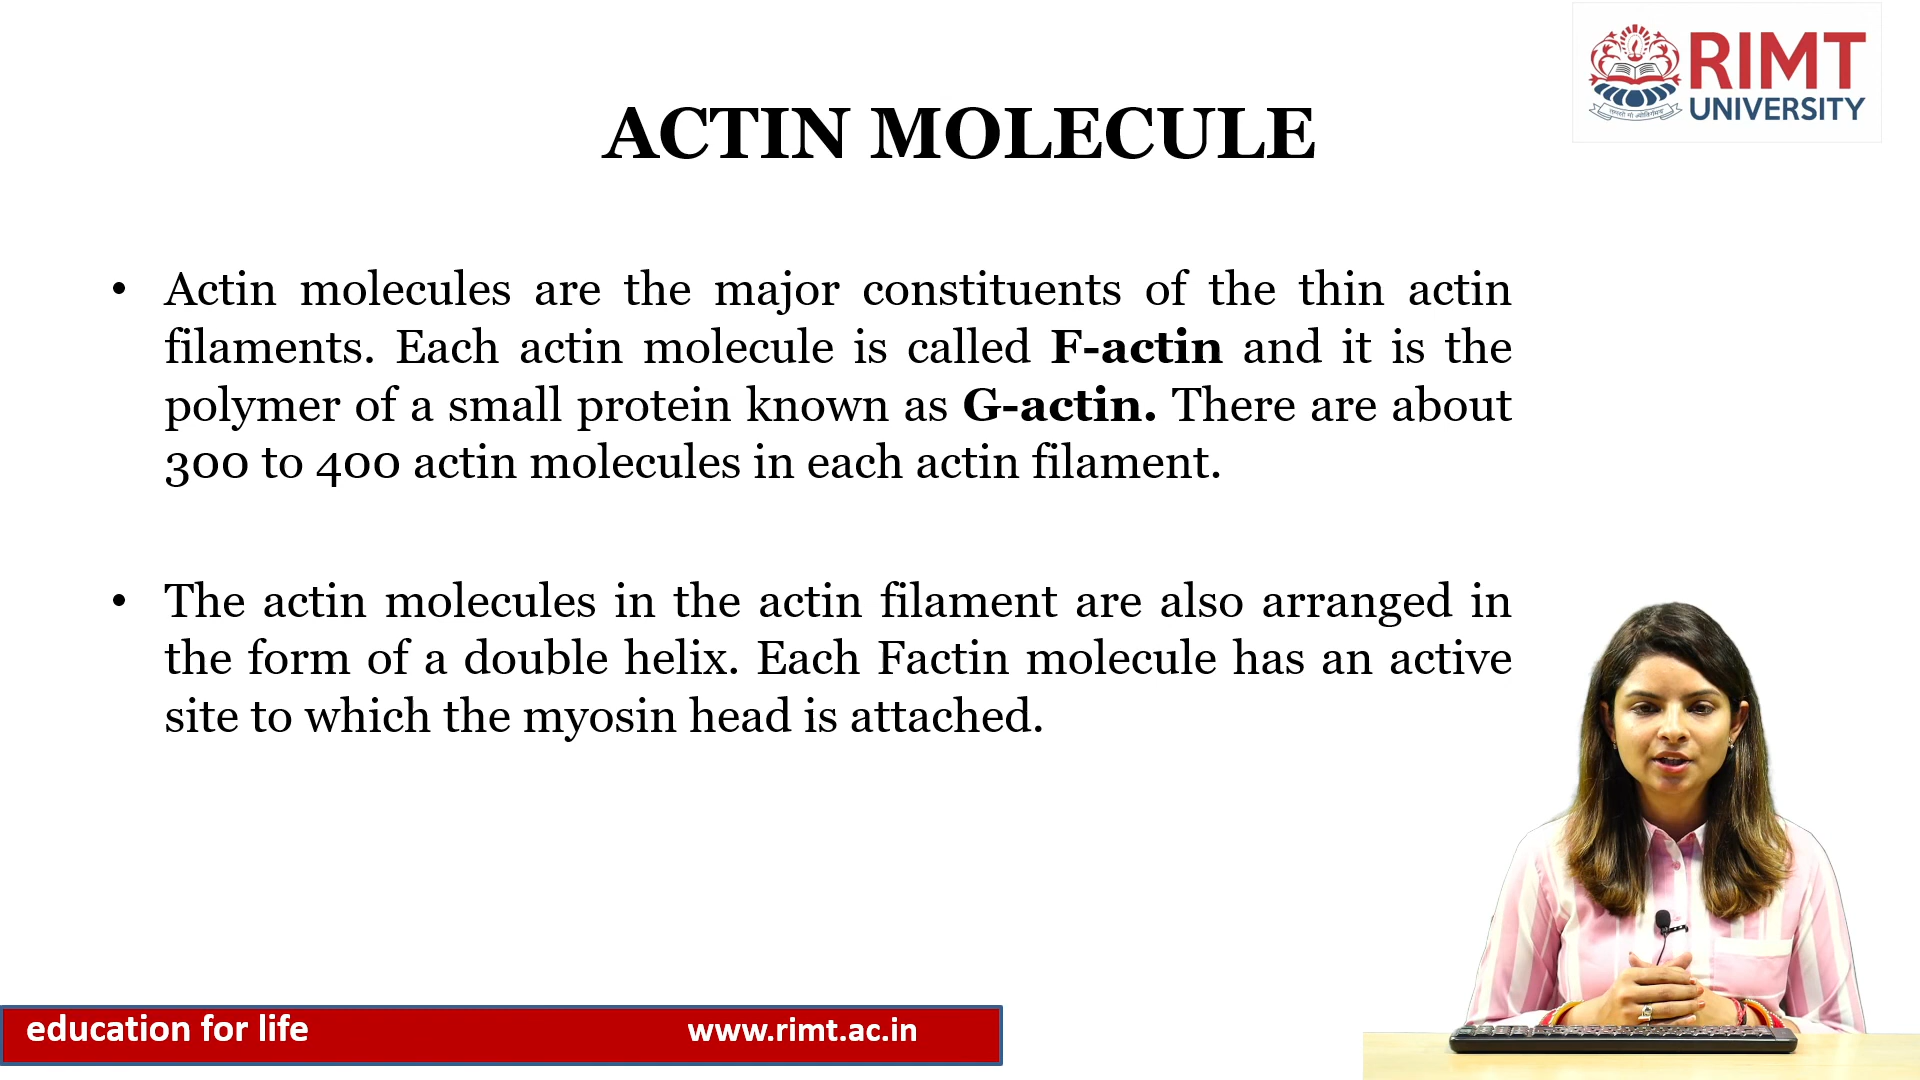 RIMT
UNIVERSITY
ACTIN MOLECULE
• Actin molecules are the major constituents of the thin actin
filaments. Each actin molecule is called F-actin and it is the
polymer of a small protein known as G-actin. There are about
300 to 400 actin molecules in each actin filament.
• The actin molecules in the actin filament are also arranged in
the form of a double helix. Each Factin molecule has an active
site to which the myosin head is attached.
education for life www.rimt.ac.in